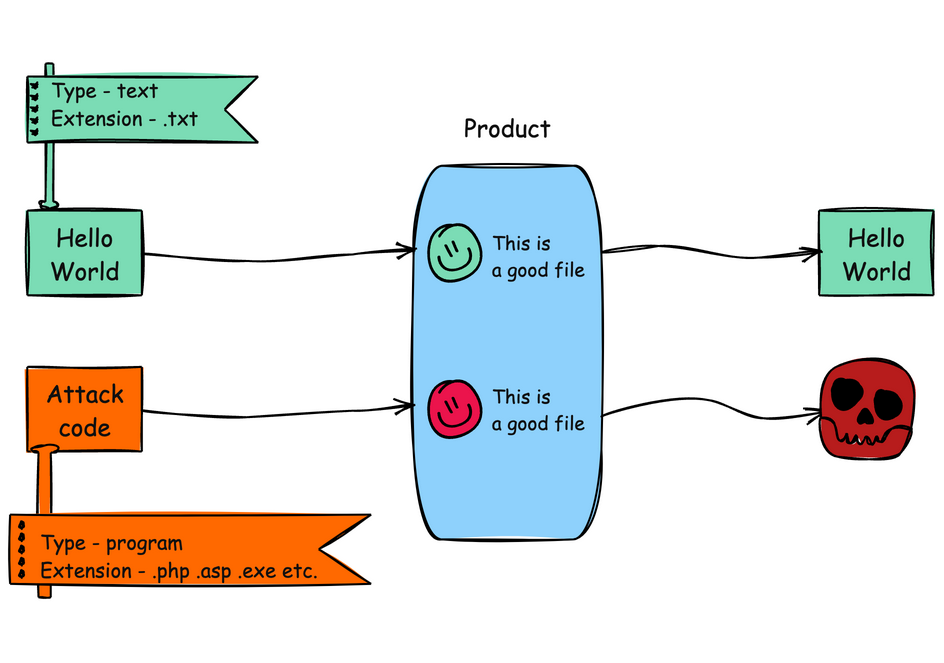 Type - text
Extension - .txt
Product
Hello
World
This is
a good file
Hello
World
Attack
code
This is
a good file
Type - program
Extension - .php .asp .exe etc.